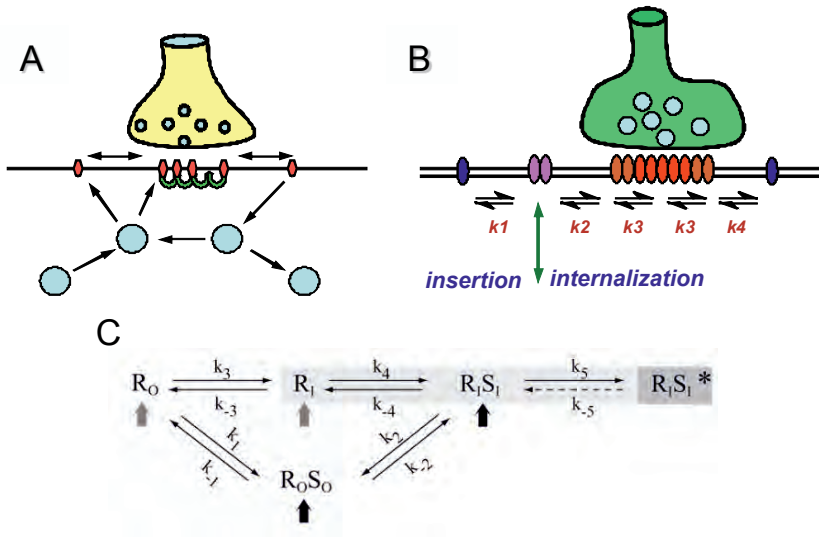 A
B
k1 k2 k3 k3 k4
insertion internalization
C
k3 k4 k5
RO RI RISI RISI*
k-3 k-4 k-5
k1 k2
k-1 k-2
ROSO